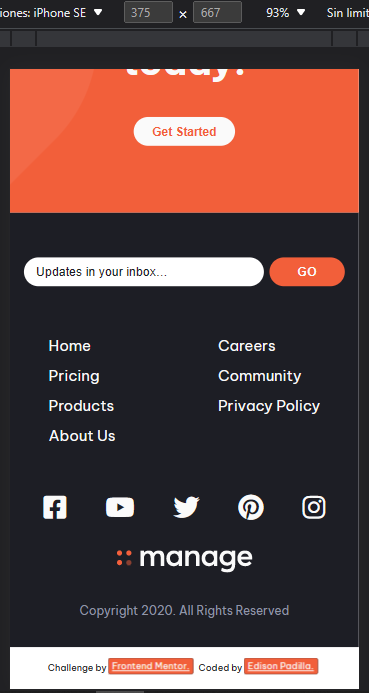 iones: iPhone SE ▼ 375 × 667 93% ▼ Sin limit
today!
Get Started
Updates in your inbox... GO
Home Careers
Pricing Community
Products Privacy Policy
About Us
manage
Copyright 2020. All Rights Reserved
Challenge by Frontend Mentor. Coded by Edison Padilla.